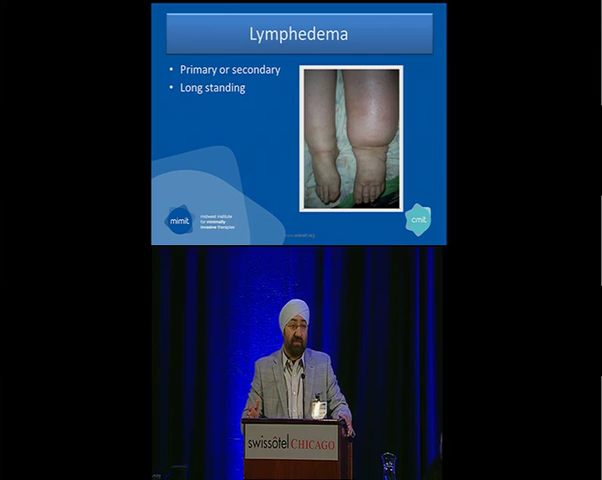 Lymphedema
• Primary or secondary
• Long standing
mimit
midwest institute
for minimally
invasive therapies
cmit
swissôtel CHICAGO